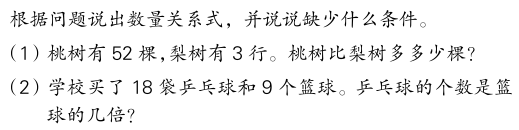 根据问题说出数量关系式，并说说缺少什么条件。
（1）桃树有 52 棵，梨树有 3 行。桃树比梨树多多少棵？
（2）学校买了 18 袋乒乓球和 9 个篮球。乒乓球的个数是篮
球的几倍？